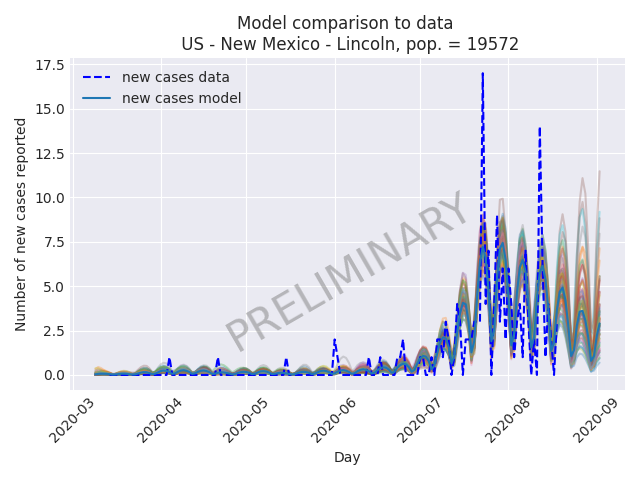 Model comparison to data
US - New Mexico - Lincoln, pop. = 19572
new cases data
new cases model
PRELIMINARY
Number of new cases reported
17.5
15.0
12.5
10.0
7.5
5.0
2.5
0.0
2020-03
2020-04
2020-05
2020-06
2020-07
2020-08
2020-09
Day